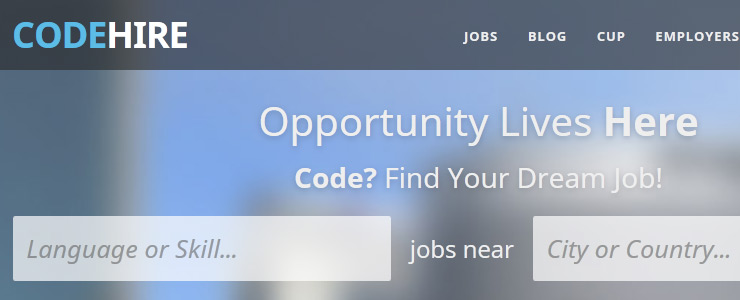 CODEHIRE
JOBS BLOG CUP EMPLOYERS
Opportunity Lives Here
Code? Find Your Dream Job!
Language or Skill... jobs near City or Country...